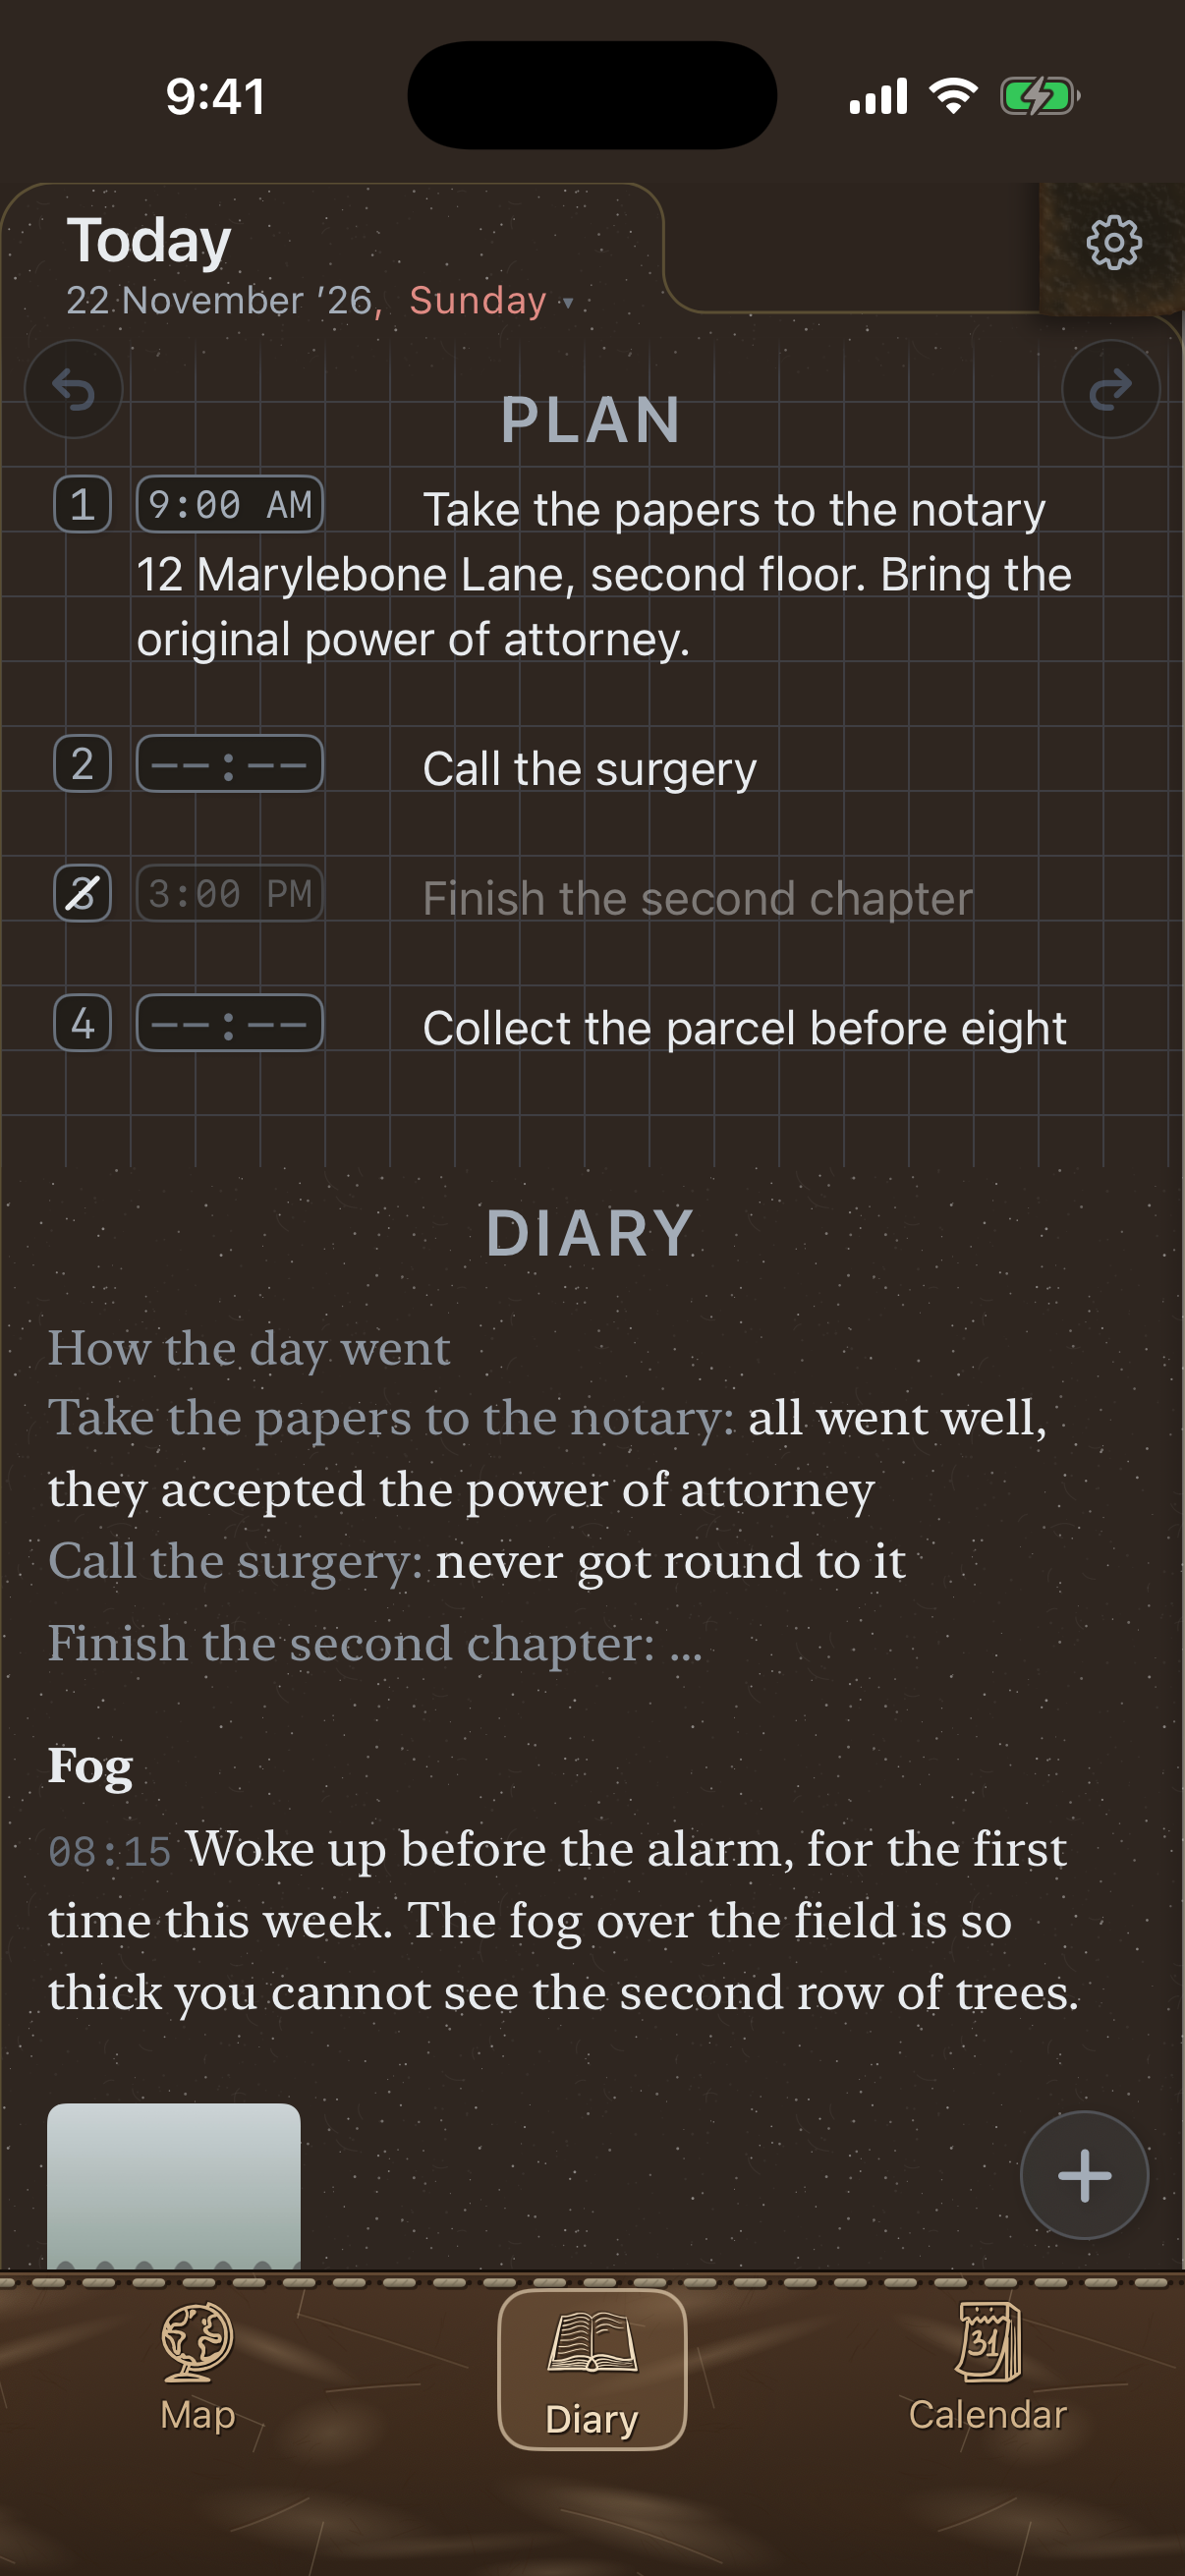 9:41
Today
22 November ’26, Sunday ▾
PLAN
1 9:00 AM Take the papers to the notary
12 Marylebone Lane, second floor. Bring the
original power of attorney.
2 --:-- Call the surgery
3 3:00 PM Finish the second chapter
4 --:-- Collect the parcel before eight
DIARY
How the day went
Take the papers to the notary: all went well,
they accepted the power of attorney
Call the surgery: never got round to it
Finish the second chapter: ...
Fog
08:15 Woke up before the alarm, for the first
time this week. The fog over the field is so
thick you cannot see the second row of trees.
31
Map
Diary
Calendar